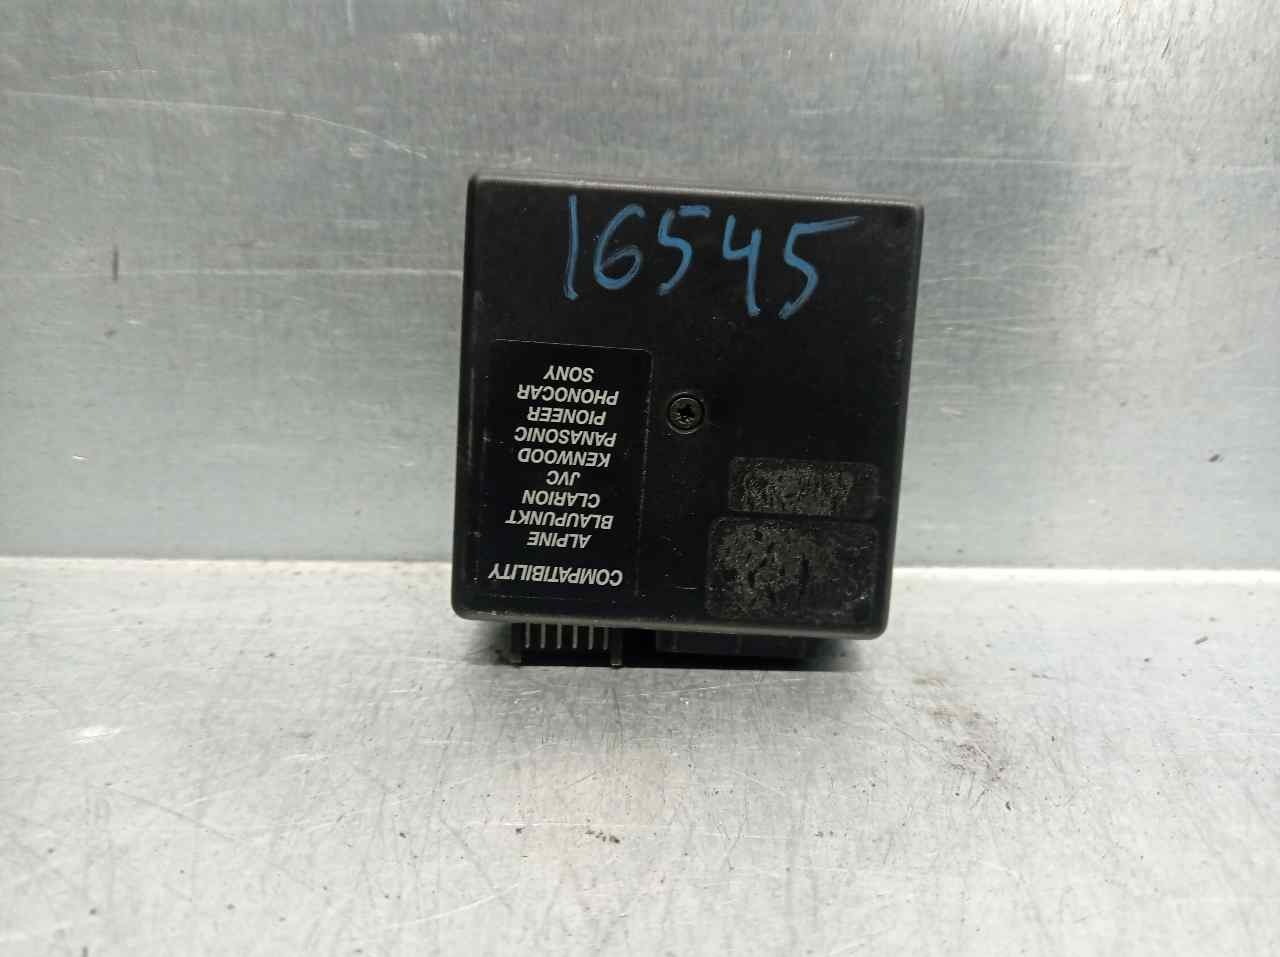 16545
COMPATIBILITY
ALPINE
BLAUPUNKT
CLARION
JVC
KENWOOD
PANASONIC
PIONEER
PHONOCAR
SONY